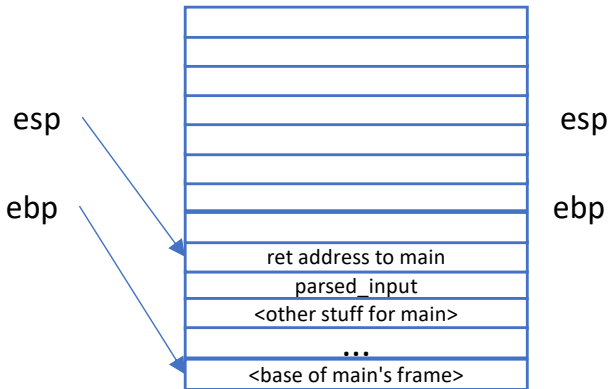 esp
esp
ebp
ebp
ret address to main
parsed_input
<other stuff for main>
...
<base of main's frame>